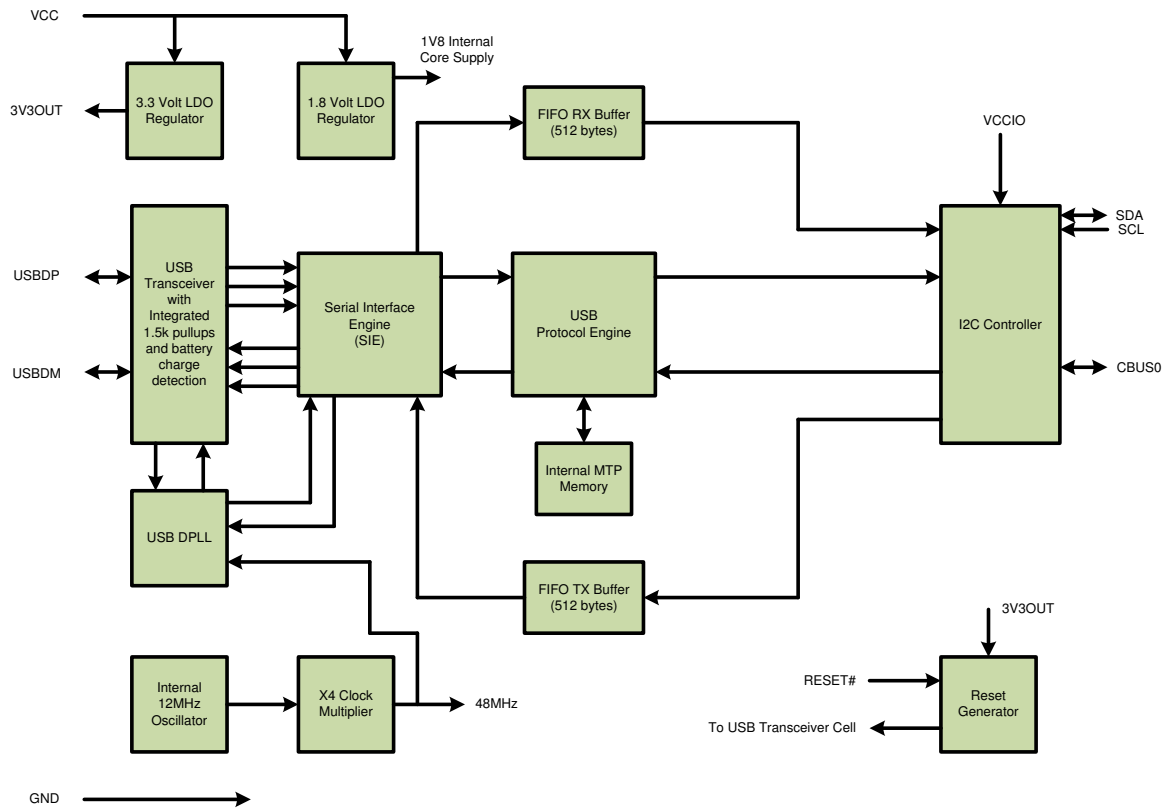 VCC
1V8 Internal
Core Supply
3V3OUT
3.3 Volt LDO
Regulator
1.8 Volt LDO
Regulator
FIFO RX Buffer
(512 bytes)
VCCIO
SDA
SCL
USBDP
USBDM
USB
Transceiver
with
Integrated
1.5k pullups
and battery
charge
detection
Serial Interface
Engine
(SIE)
USB
Protocol Engine
I2C Controller
CBUS0
Internal MTP
Memory
USB DPLL
FIFO TX Buffer
(512 bytes)
3V3OUT
Internal
12MHz
Oscillator
X4 Clock
Multiplier
48MHz
RESET#
Reset
Generator
To USB Transceiver Cell
GND